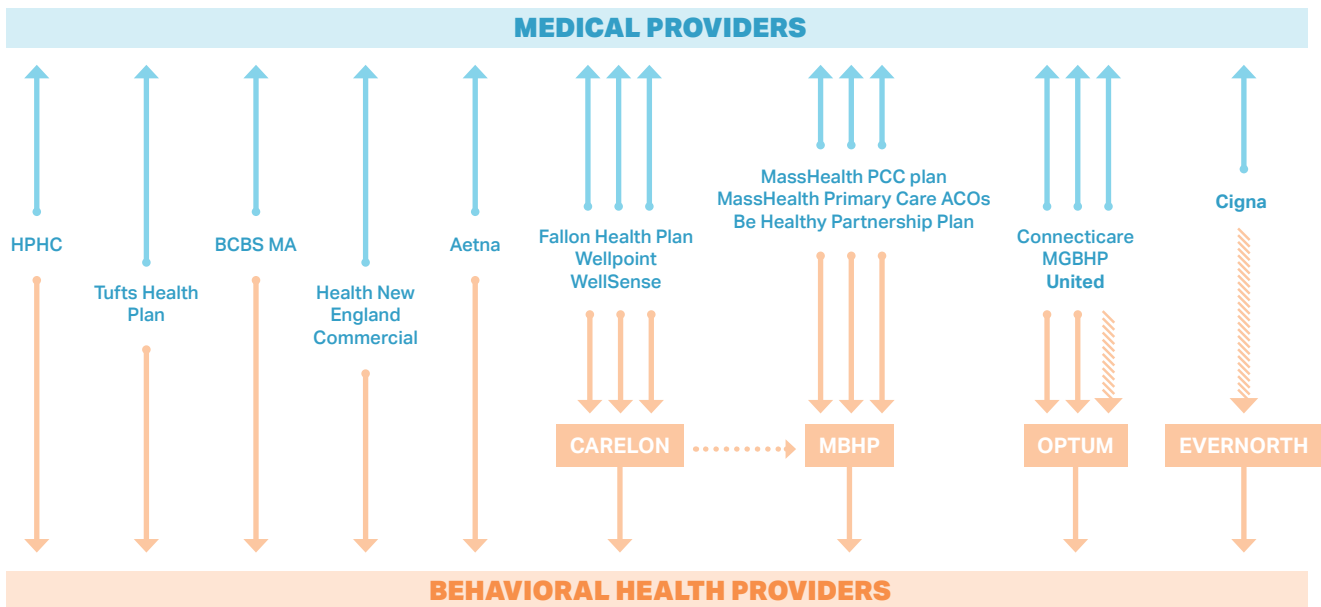 MEDICAL PROVIDERS
HPHC
Tufts Health
Plan
BCBS MA
Health New
England
Commercial
Aetna
Fallon Health Plan
Wellpoint
WellSense
MassHealth PCC plan
MassHealth Primary Care ACOs
Be Healthy Partnership Plan
Connecticare
MGBHP
United
Cigna
CARELON
MBHP
OPTUM
EVERNORTH
BEHAVIORAL HEALTH PROVIDERS